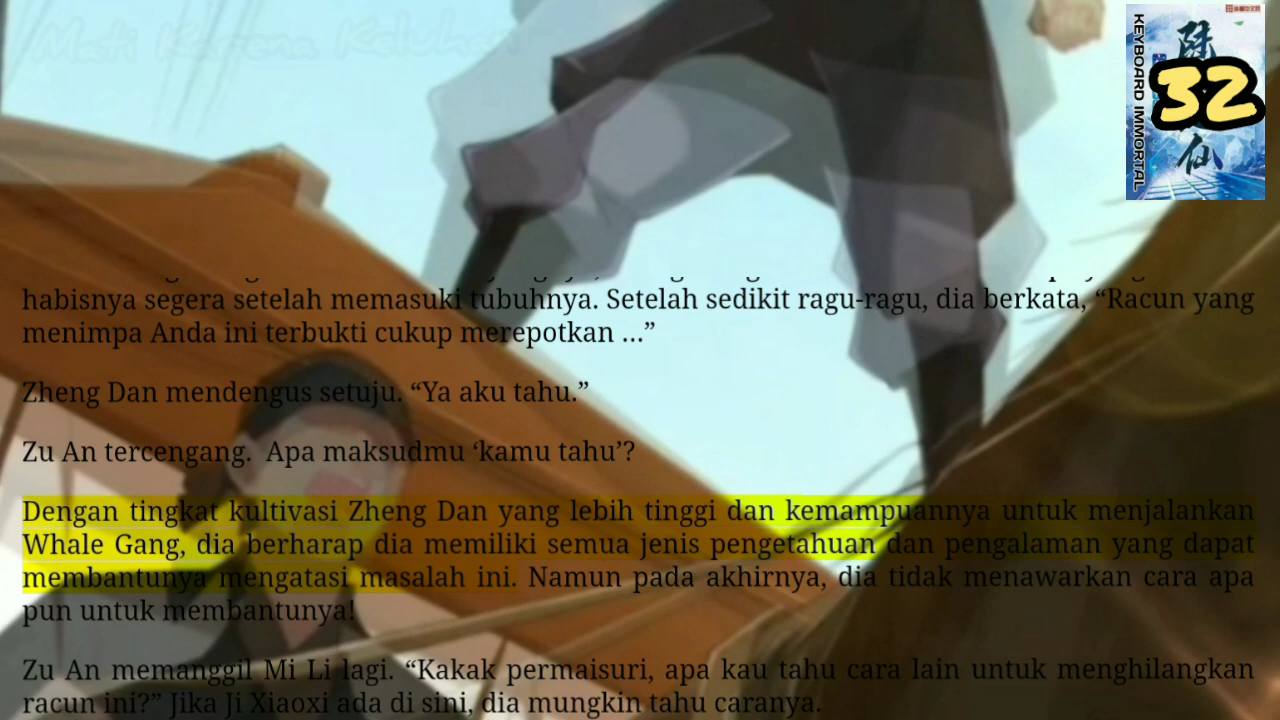 Mati Karena
KEYBOARD IMMORTAL
32
仙
habisnya segera setelah memasuki tubuhnya. Setelah sedikit ragu-ragu, dia berkata, “Racun yang
menimpa Anda ini terbukti cukup merepotkan …”
Zheng Dan mendengus setuju. “Ya aku tahu.”
Zu An tercengang.  Apa maksudmu ‘kamu tahu’?
Dengan tingkat kultivasi Zheng Dan yang lebih tinggi dan kemampuannya untuk menjalankan
Whale Gang, dia berharap dia memiliki semua jenis pengetahuan dan pengalaman yang dapat
membantunya mengatasi masalah ini. Namun pada akhirnya, dia tidak menawarkan cara apa
pun untuk membantunya!
Zu An memanggil Mi Li lagi. “Kakak permaisuri, apa kau tahu cara lain untuk menghilangkan
racun ini?” Jika Ji Xiaoxi ada di sini, dia mungkin tahu caranya.